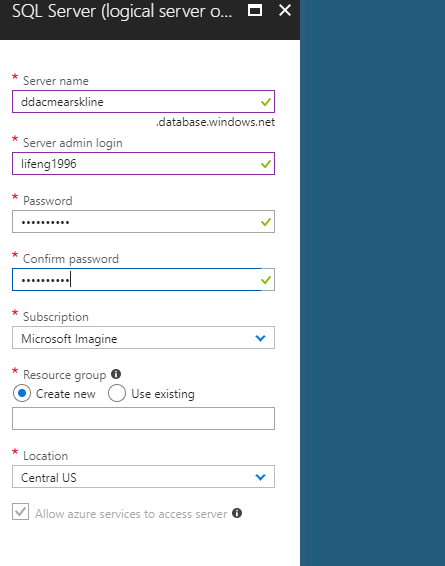 SQL Server (logical server o...
* Server name
ddacmearskline
.database.windows.net
* Server admin login
lifeng1996
* Password
••••••••••
* Confirm password
••••••••••
* Subscription
Microsoft Imagine
* Resource group
Create new Use existing
* Location
Central US
Allow azure services to access server